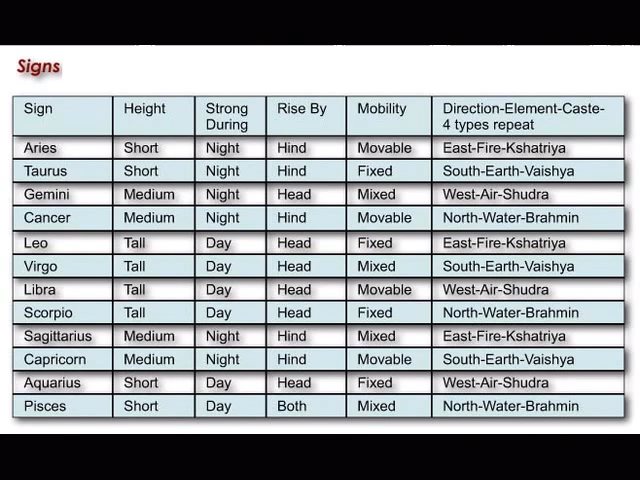 Signs
Sign Height Strong During Rise By Mobility Direction-Element-Caste-4 types repeat
Aries Short Night Hind Movable East-Fire-Kshatriya
Taurus Short Night Hind Fixed South-Earth-Vaishya
Gemini Medium Night Head Mixed West-Air-Shudra
Cancer Medium Night Hind Movable North-Water-Brahmin
Leo Tall Day Head Fixed East-Fire-Kshatriya
Virgo Tall Day Head Mixed South-Earth-Vaishya
Libra Tall Day Head Movable West-Air-Shudra
Scorpio Tall Day Head Fixed North-Water-Brahmin
Sagittarius Medium Night Hind Mixed East-Fire-Kshatriya
Capricorn Medium Night Hind Movable South-Earth-Vaishya
Aquarius Short Day Head Fixed West-Air-Shudra
Pisces Short Day Both Mixed North-Water-Brahmin